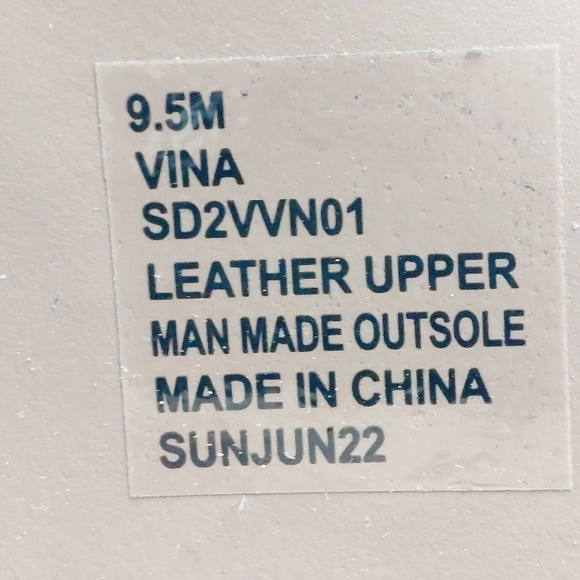 9.5M
VINA
SD2VVN01
LEATHER UPPER
MAN MADE OUTSOLE
MADE IN CHINA
SUNJUN22